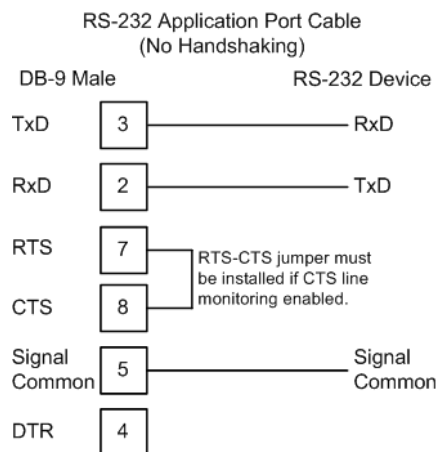 RS-232 Application Port Cable
(No Handshaking)
DB-9 Male RS-232 Device
TxD 3 RxD
RxD 2 TxD
RTS 7
RTS-CTS jumper must
be installed if CTS line
monitoring enabled.
CTS 8
Signal
Common 5 Signal
Common
DTR 4